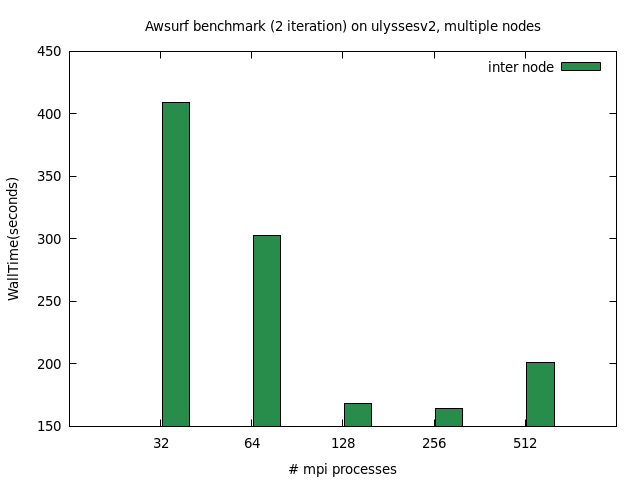 Awsurf benchmark (2 iteration) on ulyssesv2, multiple nodes
inter node
WallTime(seconds)
450
400
350
300
250
200
150
32 64 128 256 512
# mpi processes